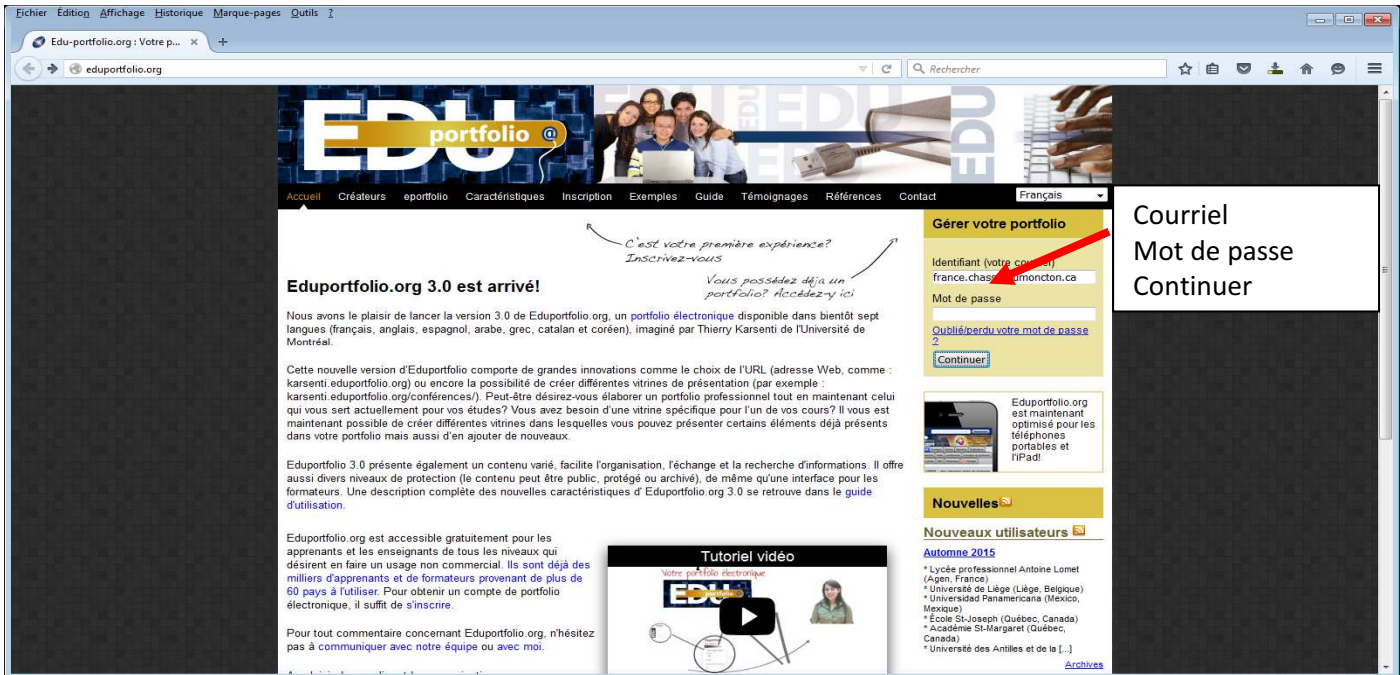 Fichier Édition Affichage Historique Marque-pages Outils ?
Edu-portfolio.org : Votre p... × +
eduportfolio.org
Rechercher
EDU portfolio @
EDU
EDU
EDU
Accueil Créateurs eportfolio Caractéristiques Inscription Exemples Guide Témoignages Références Contact Français
C'est votre première expérience?
Inscrivez-vous
Vous possédez déja un
portfolio? Accédez-y ici
Eduportfolio.org 3.0 est arrivé!
Nous avons le plaisir de lancer la version 3.0 de Eduportfolio.org, un portfolio électronique disponible dans bientôt sept
langues (français, anglais, espagnol, arabe, grec, catalan et coréen), imaginé par Thierry Karsenti de l'Université de
Montréal.
Cette nouvelle version d'Eduportfolio comporte de grandes innovations comme le choix de l'URL (adresse Web, comme :
karsenti.eduportfolio.org) ou encore la possibilité de créer différentes vitrines de présentation (par exemple :
karsenti.eduportfolio.org/conférences/). Peut-être désirez-vous élaborer un portfolio professionnel tout en maintenant celui
qui vous sert actuellement pour vos études? Vous avez besoin d'une vitrine spécifique pour l'un de vos cours? Il vous est
maintenant possible de créer différentes vitrines dans lesquelles vous pouvez présenter certains éléments déjà présents
dans votre portfolio mais aussi d'en ajouter de nouveaux.
Eduportfolio 3.0 présente également un contenu varié, facilite l'organisation, l'échange et la recherche d'informations. Il offre
aussi divers niveaux de protection (le contenu peut être public, protégé ou archivé), de même qu'une interface pour les
formateurs. Une description complète des nouvelles caractéristiques d' Eduportfolio.org 3.0 se retrouve dans le guide
d'utilisation.
Eduportfolio.org est accessible gratuitement pour les
apprenants et les enseignants de tous les niveaux qui
désirent en faire un usage non commercial. Ils sont déjà des
milliers d'apprenants et de formateurs provenant de plus de
60 pays à l'utiliser. Pour obtenir un compte de portfolio
électronique, il suffit de s'inscrire.
Pour tout commentaire concernant Eduportfolio.org, n'hésitez
pas à communiquer avec notre équipe ou avec moi.
Tutoriel vidéo
Votre portfolio électronique
EDU portfolio
Gérer votre portfolio
Identifiant (votre courriel)
france.chass moncton.ca
Mot de passe
Oublié/perdu votre mot de passe
?
Continuer
Eduportfolio.org
est maintenant
optimisé pour les
téléphones
portables et
l'iPad!
Nouvelles
Nouveaux utilisateurs
Automne 2015
* Lycée professionnel Antoine Lomet
(Agen, France)
* Université de Liège (Liège, Belgique)
* Universidad Panamericana (Mexico,
Mexique)
* École St-Joseph (Québec, Canada)
* Académie St-Margaret (Québec,
Canada)
* Université des Antilles et de la [...]
Archives
Courriel
Mot de passe
Continuer